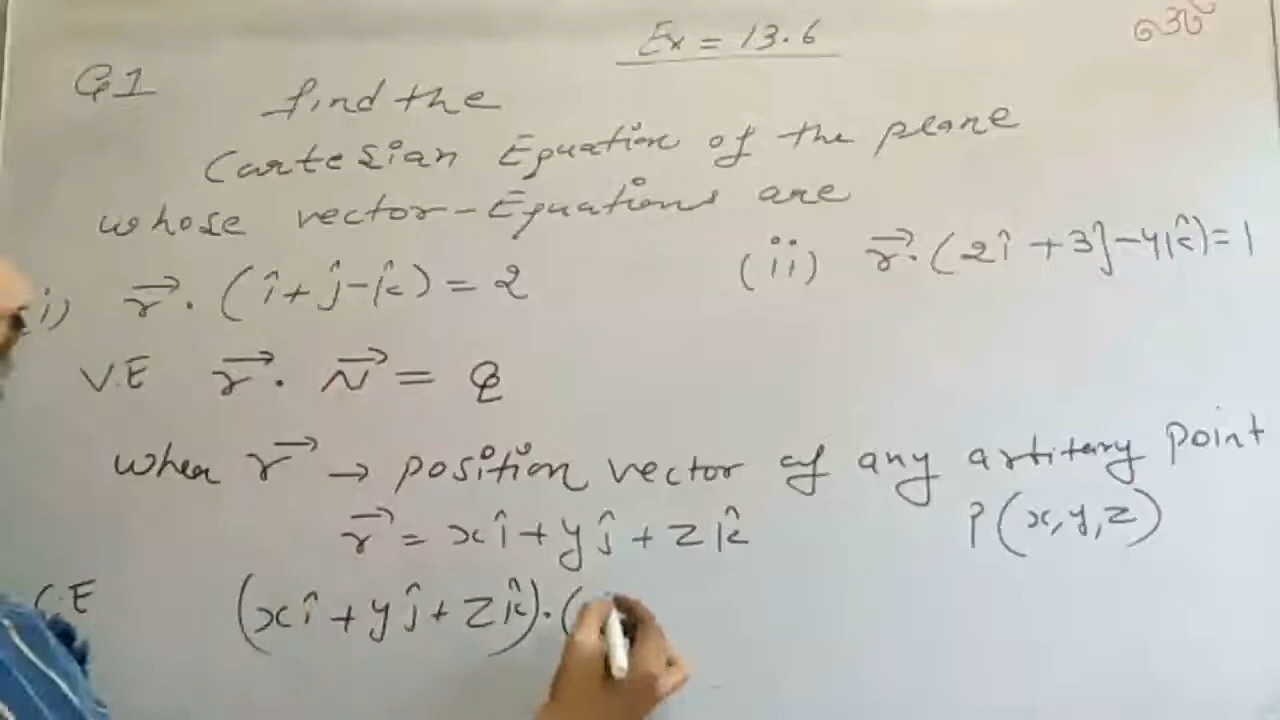 Ex = 13.6
Q1 find the
Cartesian Equation of the plane
whose vector-Equations are
i) r⃗. (î+ĵ-k̂) = 2 (ii) r⃗. (2î +3ĵ-4k̂)=1
V.E r⃗. N⃗ =
when r⃗ → position vector of any artitary point
r⃗ = xî+yĵ+zk̂ P(x,y,z)
C.E (xî+yĵ+zk̂).(